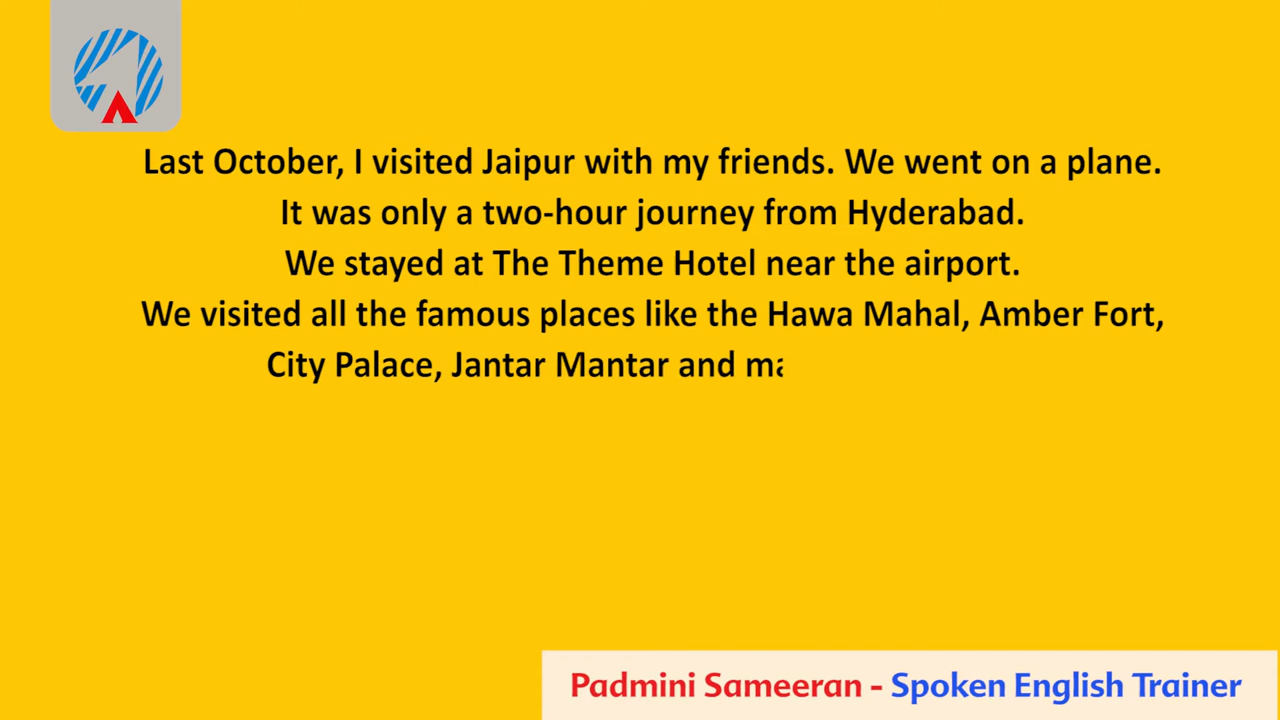 Last October, I visited Jaipur with my friends. We went on a plane.
It was only a two-hour journey from Hyderabad.
We stayed at The Theme Hotel near the airport.
We visited all the famous places like the Hawa Mahal, Amber Fort,
City Palace, Jantar Mantar and
Padmini Sameeran - Spoken English Trainer